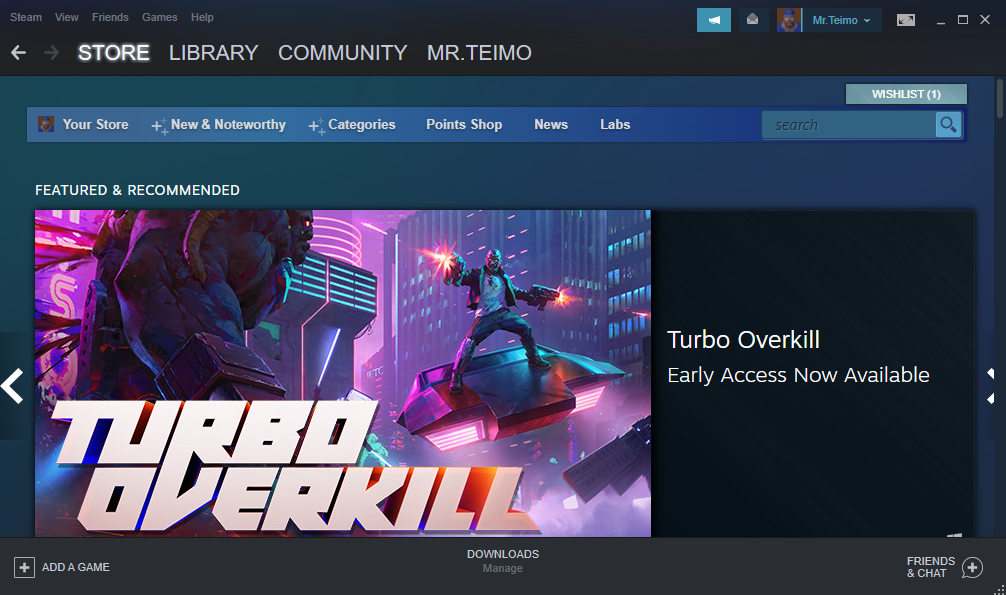 Steam View Friends Games Help
Mr.Teimo
STORE LIBRARY COMMUNITY MR.TEIMO
WISHLIST (1)
Your Store New & Noteworthy Categories Points Shop News Labs search
FEATURED & RECOMMENDED
Turbo Overkill
Early Access Now Available
TURBO
OVERKILL
ADD A GAME
DOWNLOADS
Manage
FRIENDS
& CHAT